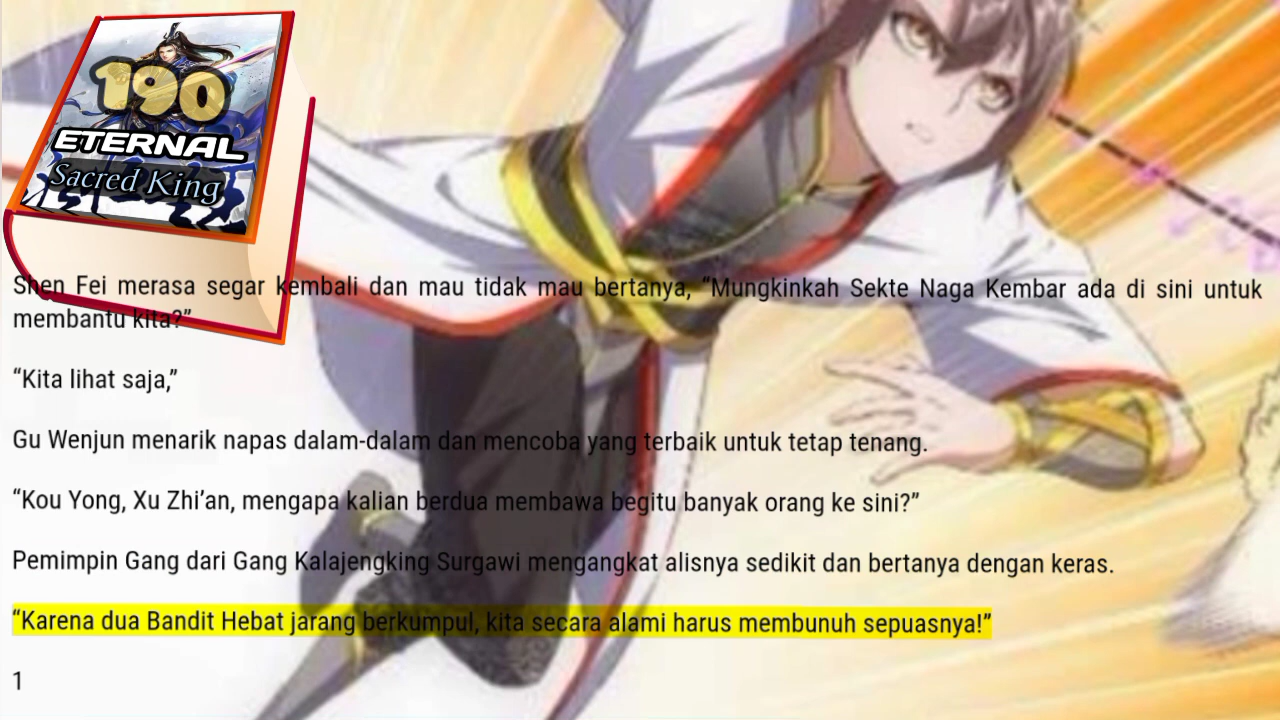 190
ETERNAL
Sacred King
Shen Fei merasa segar kembali dan mau tidak mau bertanya, “Mungkinkah Sekte Naga Kembar ada di sini untuk
membantu kita?”
“Kita lihat saja,”
Gu Wenjun menarik napas dalam-dalam dan mencoba yang terbaik untuk tetap tenang.
“Kou Yong, Xu Zhi’an, mengapa kalian berdua membawa begitu banyak orang ke sini?”
Pemimpin Gang dari Gang Kalajengking Surgawi mengangkat alisnya sedikit dan bertanya dengan keras.
“Karena dua Bandit Hebat jarang berkumpul, kita secara alami harus membunuh sepuasnya!”
1